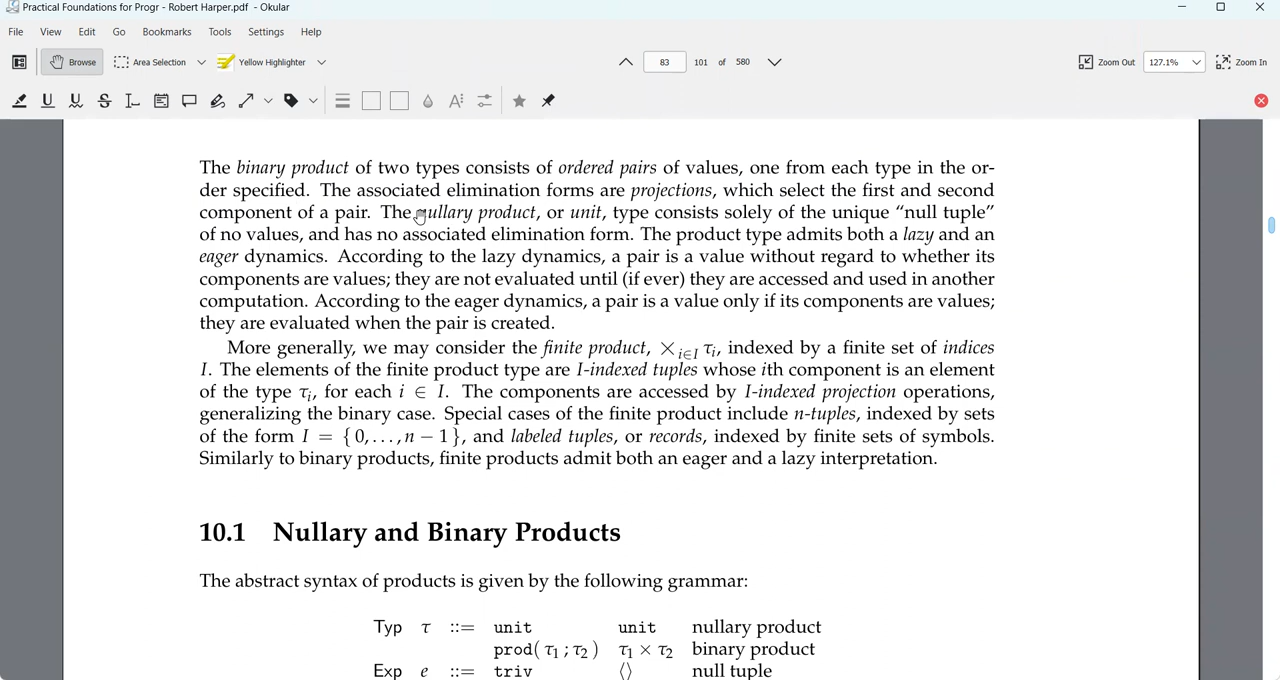 Practical Foundations for Progr - Robert Harper.pdf - Okular
File View Edit Go Bookmarks Tools Settings Help
Browse Area Selection Yellow Highlighter 83 101 of 580 Zoom Out 127.1% Zoom In
The binary product of two types consists of ordered pairs of values, one from each type in the or-
der specified. The associated elimination forms are projections, which select the first and second
component of a pair. The nullary product, or unit, type consists solely of the unique “null tuple”
of no values, and has no associated elimination form. The product type admits both a lazy and an
eager dynamics. According to the lazy dynamics, a pair is a value without regard to whether its
components are values; they are not evaluated until (if ever) they are accessed and used in another
computation. According to the eager dynamics, a pair is a value only if its components are values;
they are evaluated when the pair is created.
More generally, we may consider the finite product, ×i∈I τi, indexed by a finite set of indices
I. The elements of the finite product type are I-indexed tuples whose ith component is an element
of the type τi, for each i ∈ I. The components are accessed by I-indexed projection operations,
generalizing the binary case. Special cases of the finite product include n-tuples, indexed by sets
of the form I = { 0, . . . , n − 1 }, and labeled tuples, or records, indexed by finite sets of symbols.
Similarly to binary products, finite products admit both an eager and a lazy interpretation.
10.1 Nullary and Binary Products
The abstract syntax of products is given by the following grammar:
Typ τ ::= unit unit nullary product
prod( τ1 ; τ2 ) τ1 × τ2 binary product
Exp e ::= triv ⟨⟩ null tuple